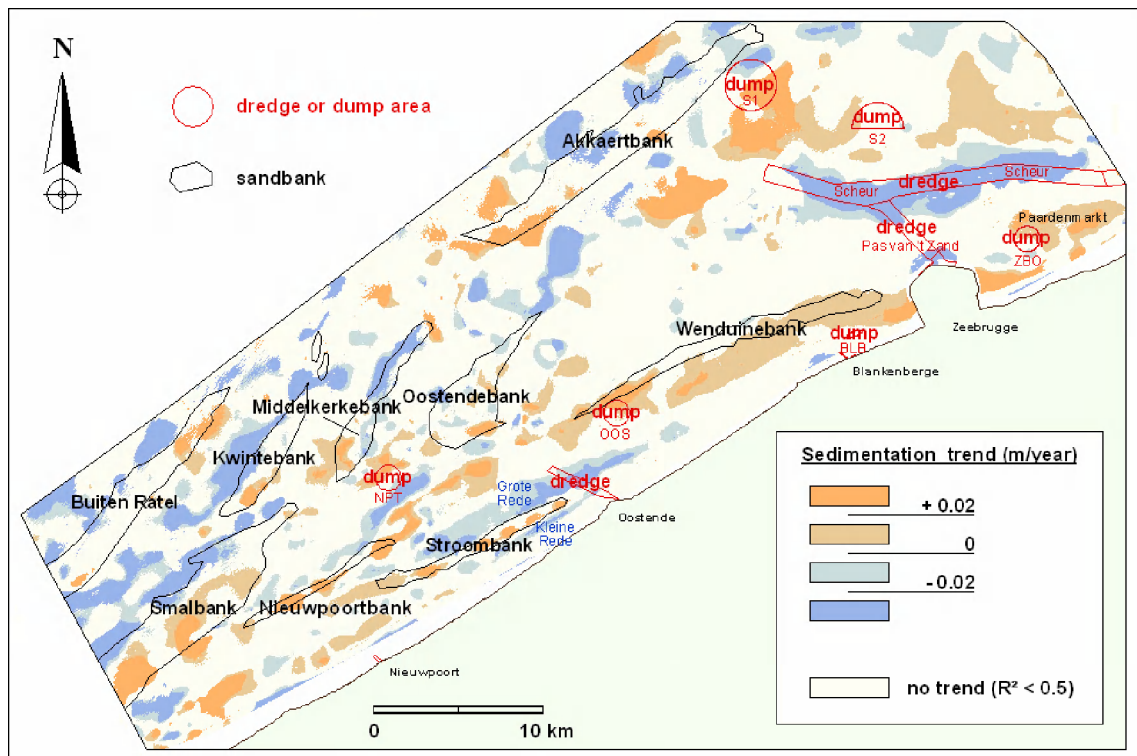 N
dredge or dump area
sandbank
dump
S1
dump
S2
Akkaertbank
Scheur
dredge
Scheur
dredge
Pas van 't Zand
Paardenmarkt
dump
ZBO
Wenduinebank
dump
BLB
Zeebrugge
Blankenberge
Middelkerkebank
Oostendebank
dump
OOS
Kwintebank
Buiten Ratel
dump
NPT
Grote
Rede
dredge
Oostende
Kleine
Rede
Stroombank
Smalbank
Nieuwpoortbank
Nieuwpoort
0
10 km
Sedimentation trend (m/year)
+ 0.02
0
- 0.02
no trend (R² < 0.5)